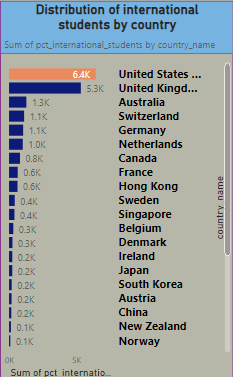 Distribution of international
students by country
Sum of pct_international_students by country_name
6.4K United States ...
5.3K United Kingd...
1.3K Australia
1.1K Switzerland
1.1K Germany
1.0K Netherlands
0.8K Canada
0.6K France
0.6K Hong Kong
0.4K Sweden
0.4K Singapore
0.3K Belgium
0.3K Denmark
0.2K Ireland
0.2K Japan
0.2K South Korea
0.2K Austria
0.2K China
0.1K New Zealand
0.1K Norway
country_name
0K 5K
Sum of pct_internatio...